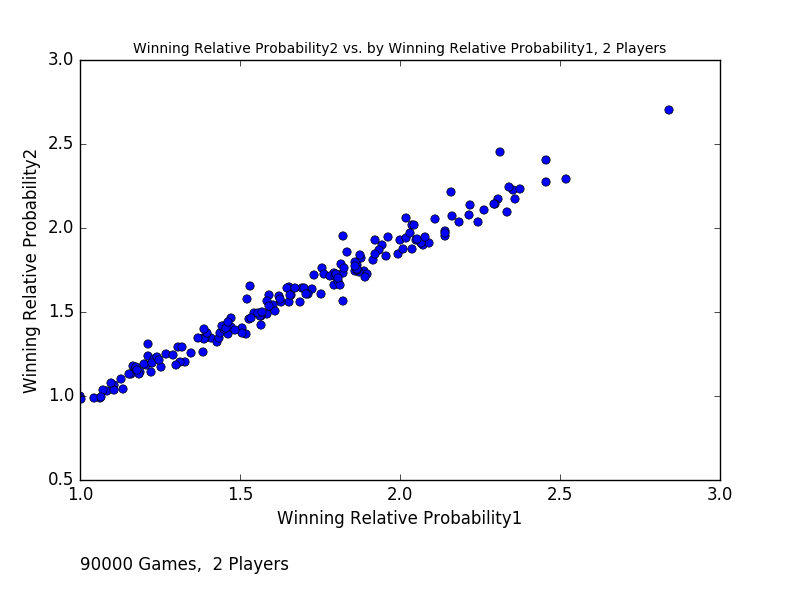 Winning Relative Probability2 vs. by Winning Relative Probability1, 2 Players
3.0
2.5
2.0
1.5
1.0
0.5
Winning Relative Probability2
1.0 1.5 2.0 2.5 3.0
Winning Relative Probability1
90000 Games,  2 Players